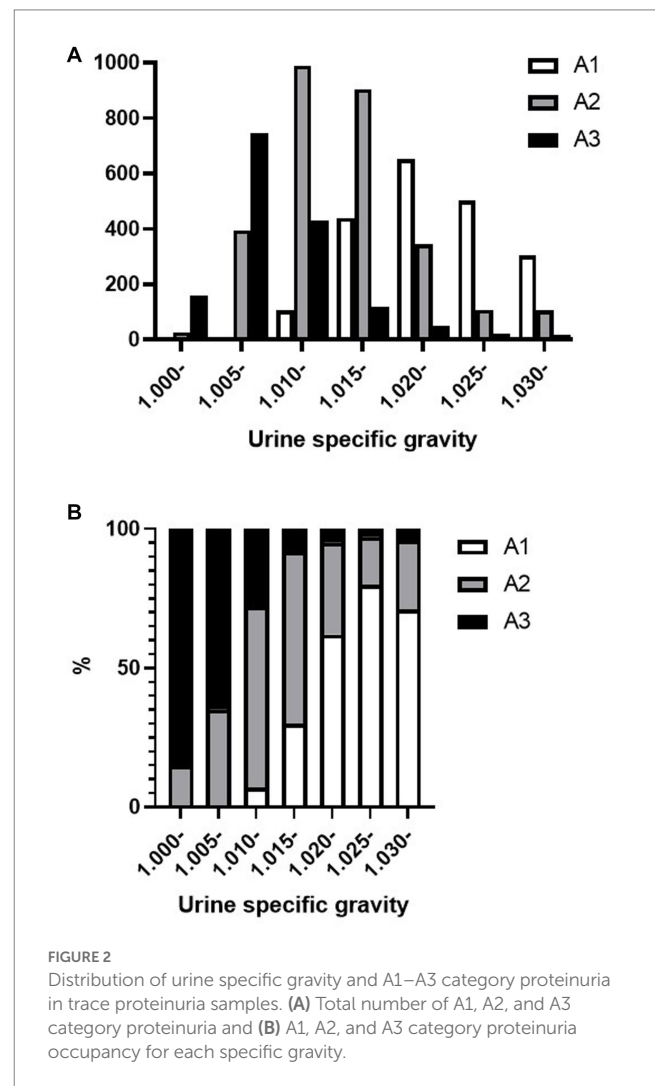 A
1000
800
600
400
200
0
A1
A2
A3
1.000-
1.005-
1.010-
1.015-
1.020-
1.025-
1.030-
Urine specific gravity
B
100
50
0
%
A1
A2
A3
1.000-
1.005-
1.010-
1.015-
1.020-
1.025-
1.030-
Urine specific gravity
FIGURE 2
Distribution of urine specific gravity and A1–A3 category proteinuria
in trace proteinuria samples. (A) Total number of A1, A2, and A3
category proteinuria and (B) A1, A2, and A3 category proteinuria
occupancy for each specific gravity.